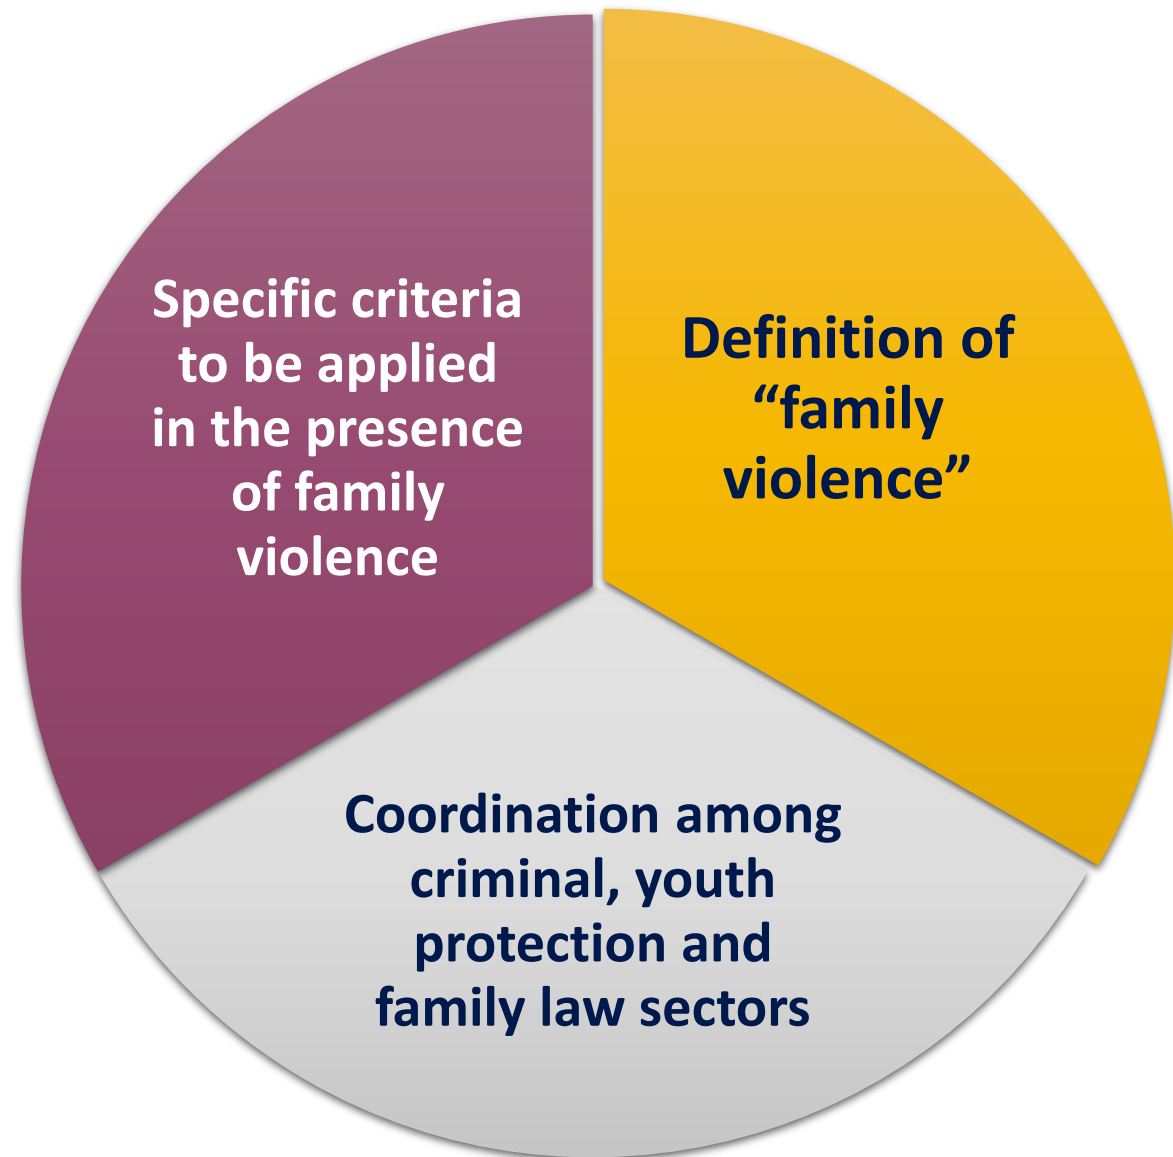 Specific criteria
to be applied
in the presence
of family
violence
Definition of
“family
violence”
Coordination among
criminal, youth
protection and
family law sectors